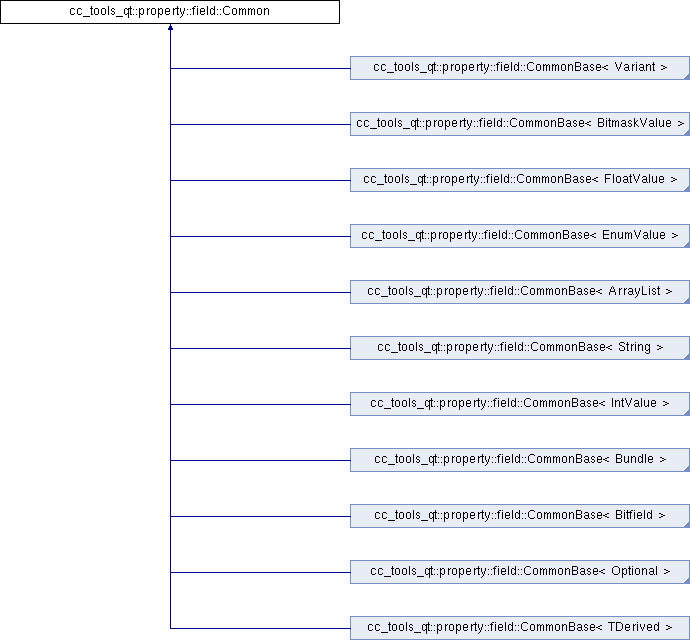 cc_tools_qt::property::field::Common
cc_tools_qt::property::field::CommonBase< Variant >
cc_tools_qt::property::field::CommonBase< BitmaskValue >
cc_tools_qt::property::field::CommonBase< FloatValue >
cc_tools_qt::property::field::CommonBase< EnumValue >
cc_tools_qt::property::field::CommonBase< ArrayList >
cc_tools_qt::property::field::CommonBase< String >
cc_tools_qt::property::field::CommonBase< IntValue >
cc_tools_qt::property::field::CommonBase< Bundle >
cc_tools_qt::property::field::CommonBase< Bitfield >
cc_tools_qt::property::field::CommonBase< Optional >
cc_tools_qt::property::field::CommonBase< TDerived >